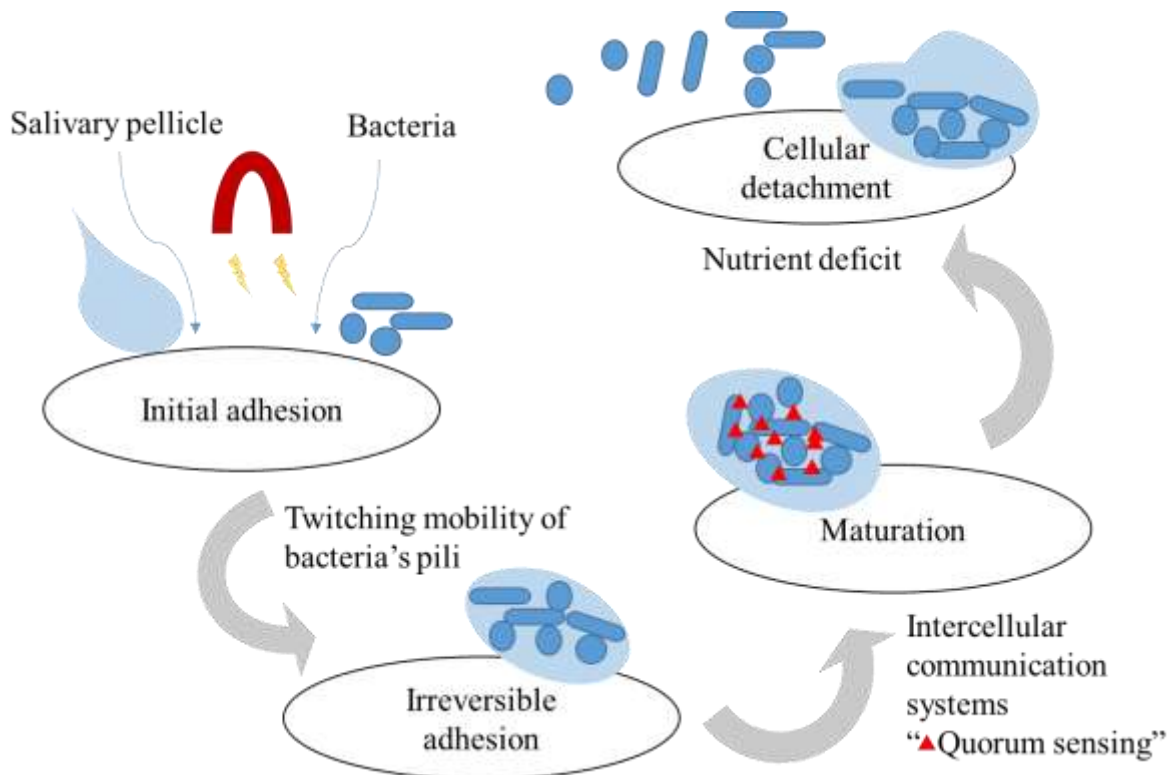 Salivary pellicle
Bacteria
Initial adhesion
Twitching mobility of
bacteria's pili
Irreversible
adhesion
Intercellular
communication
systems
“▲Quorum sensing”
Maturation
Nutrient deficit
Cellular
detachment